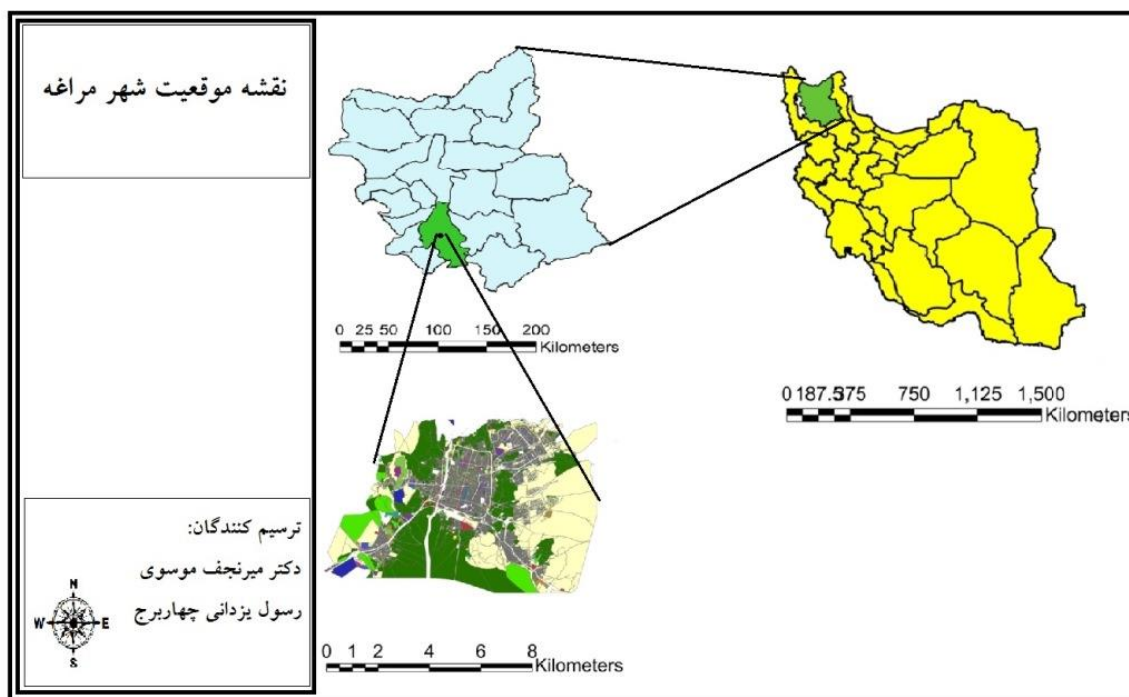 نقشه موقعیت شهر مراغه
ترسیم کنندگان:
دکتر میرنجف موسوی
رسول یزدانی چهاربرج
N
W E
S
0 25 50 100 150 200
Kilometers
0 187.5 375 750 1,125 1,500
Kilometers
0 1 2 4 6 8
Kilometers